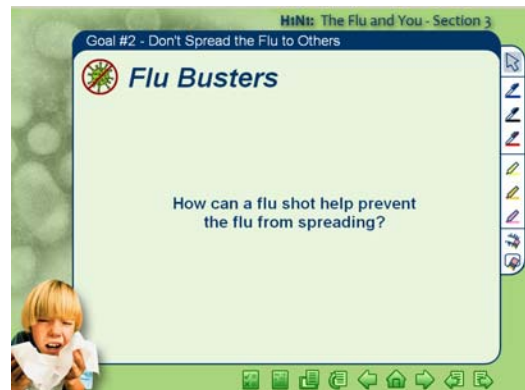 H1N1: The Flu and You - Section 3
Goal #2 - Don't Spread the Flu to Others
Flu Busters
How can a flu shot help prevent
the flu from spreading?